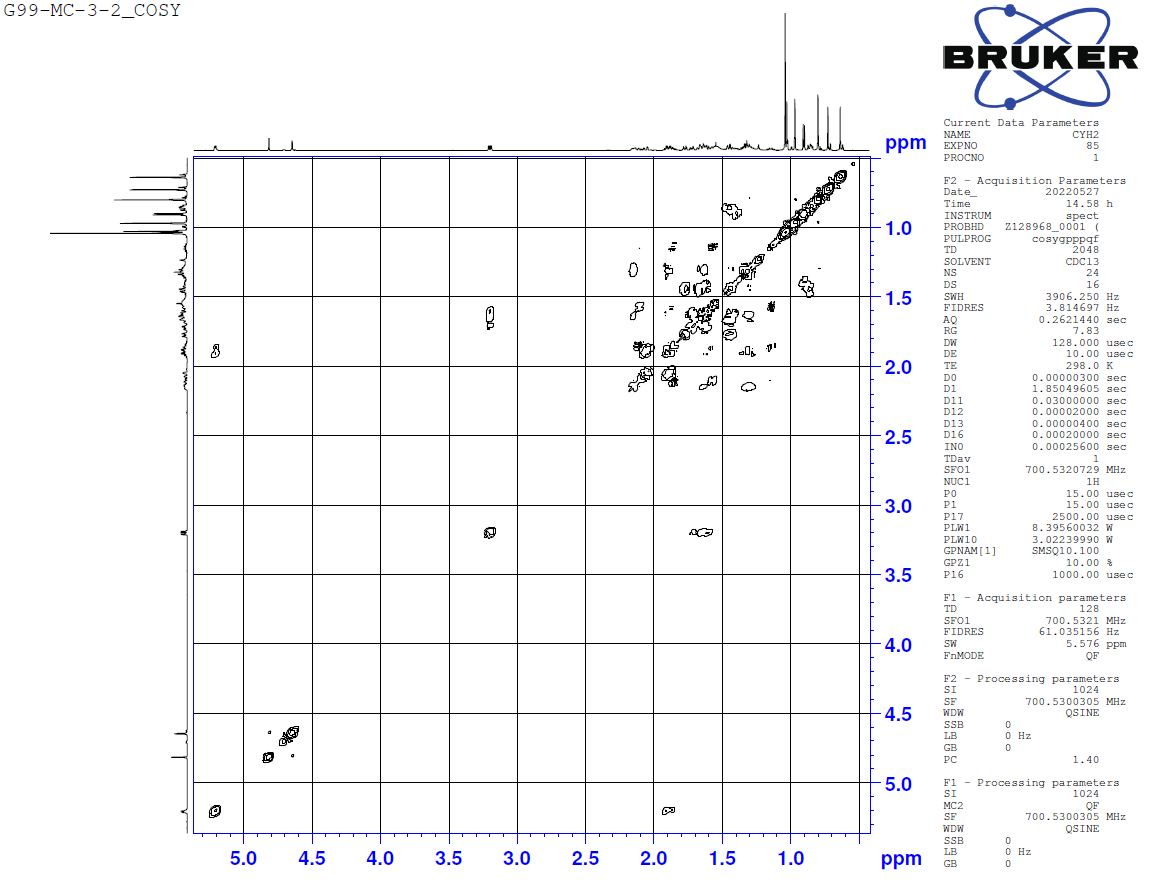 G99-MC-3-2_COSY
BRUKER
ppm
1.0
1.5
2.0
2.5
3.0
3.5
4.0
4.5
5.0
5.0 4.5 4.0 3.5 3.0 2.5 2.0 1.5 1.0 ppm
Current Data Parameters
NAME CYH2
EXPNO 85
PROCNO 1
F2 - Acquisition Parameters
Date_ 20220527
Time 14.58 h
INSTRUM spect
PROBHD Z128968_0001 (
PULPROG cosygpppqf
TD 2048
SOLVENT CDCl3
NS 24
DS 16
SWH 3906.250 Hz
FIDRES 3.814697 Hz
AQ 0.2621440 sec
RG 7.83
DW 128.000 usec
DE 10.00 usec
TE 298.0 K
D0 0.00000300 sec
D1 1.85049605 sec
D11 0.03000000 sec
D12 0.00002000 sec
D13 0.00000400 sec
D16 0.00020000 sec
IN0 0.00025600 sec
TDav 1
SFO1 700.5320729 MHz
NUC1 1H
P0 15.00 usec
P1 15.00 usec
P17 2500.00 usec
PLW1 8.39560032 W
PLW10 3.02239990 W
GPNAM[1] SMSQ10.100
GPZ1 10.00 %
P16 1000.00 usec
F1 - Acquisition parameters
TD 128
SFO1 700.5321 MHz
FIDRES 61.035156 Hz
SW 5.576 ppm
FnMODE QF
F2 - Processing parameters
SI 1024
SF 700.5300305 MHz
WDW QSINE
SSB 0
LB 0 Hz
GB 0
PC 1.40
F1 - Processing parameters
SI 1024
MC2 QF
SF 700.5300305 MHz
WDW QSINE
SSB 0
LB 0 Hz
GB 0